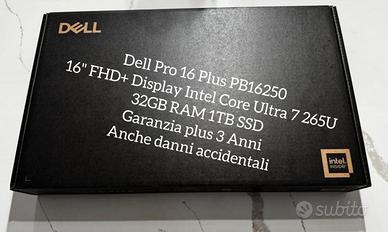 DELL
Dell Pro 16 Plus PB16250
16" FHD+ Display Intel Core Ultra 7 265U
32GB RAM 1TB SSD
Garanzia plus 3 Anni
Anche danni accidentali
intel.
INSIDE
subito